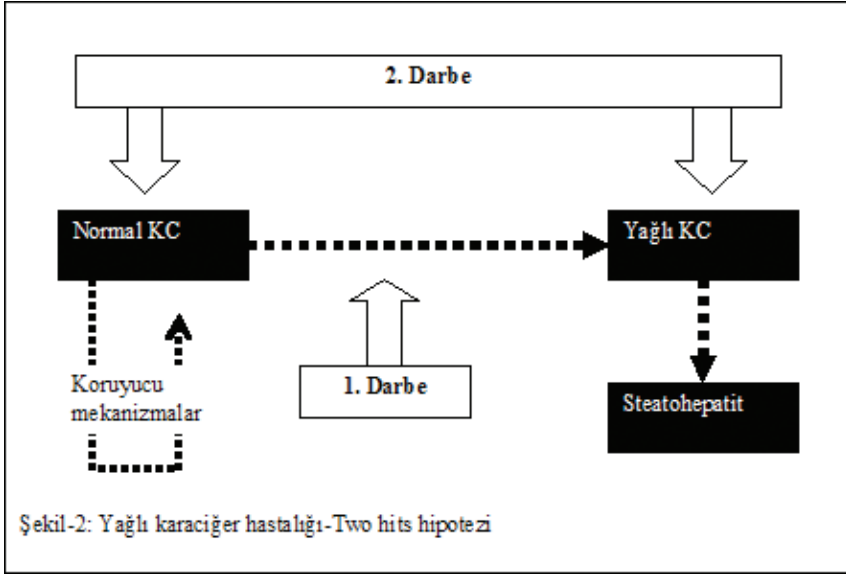 2. Darbe
Normal KC
Yağlı KC
Koruyucu
mekanizmalar
1. Darbe
Steatohepatit
Şekil-2: Yağlı karaciğer hastalığı-Two hits hipotezi